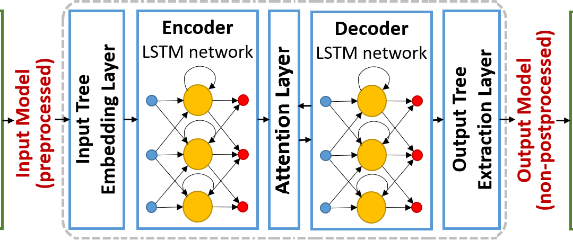 Input Model
(preprocessed)
Input Tree
Embedding Layer
Encoder
LSTM network
Attention Layer
Decoder
LSTM network
Output Tree
Extraction Layer
Output Model
(non-postprocessed)